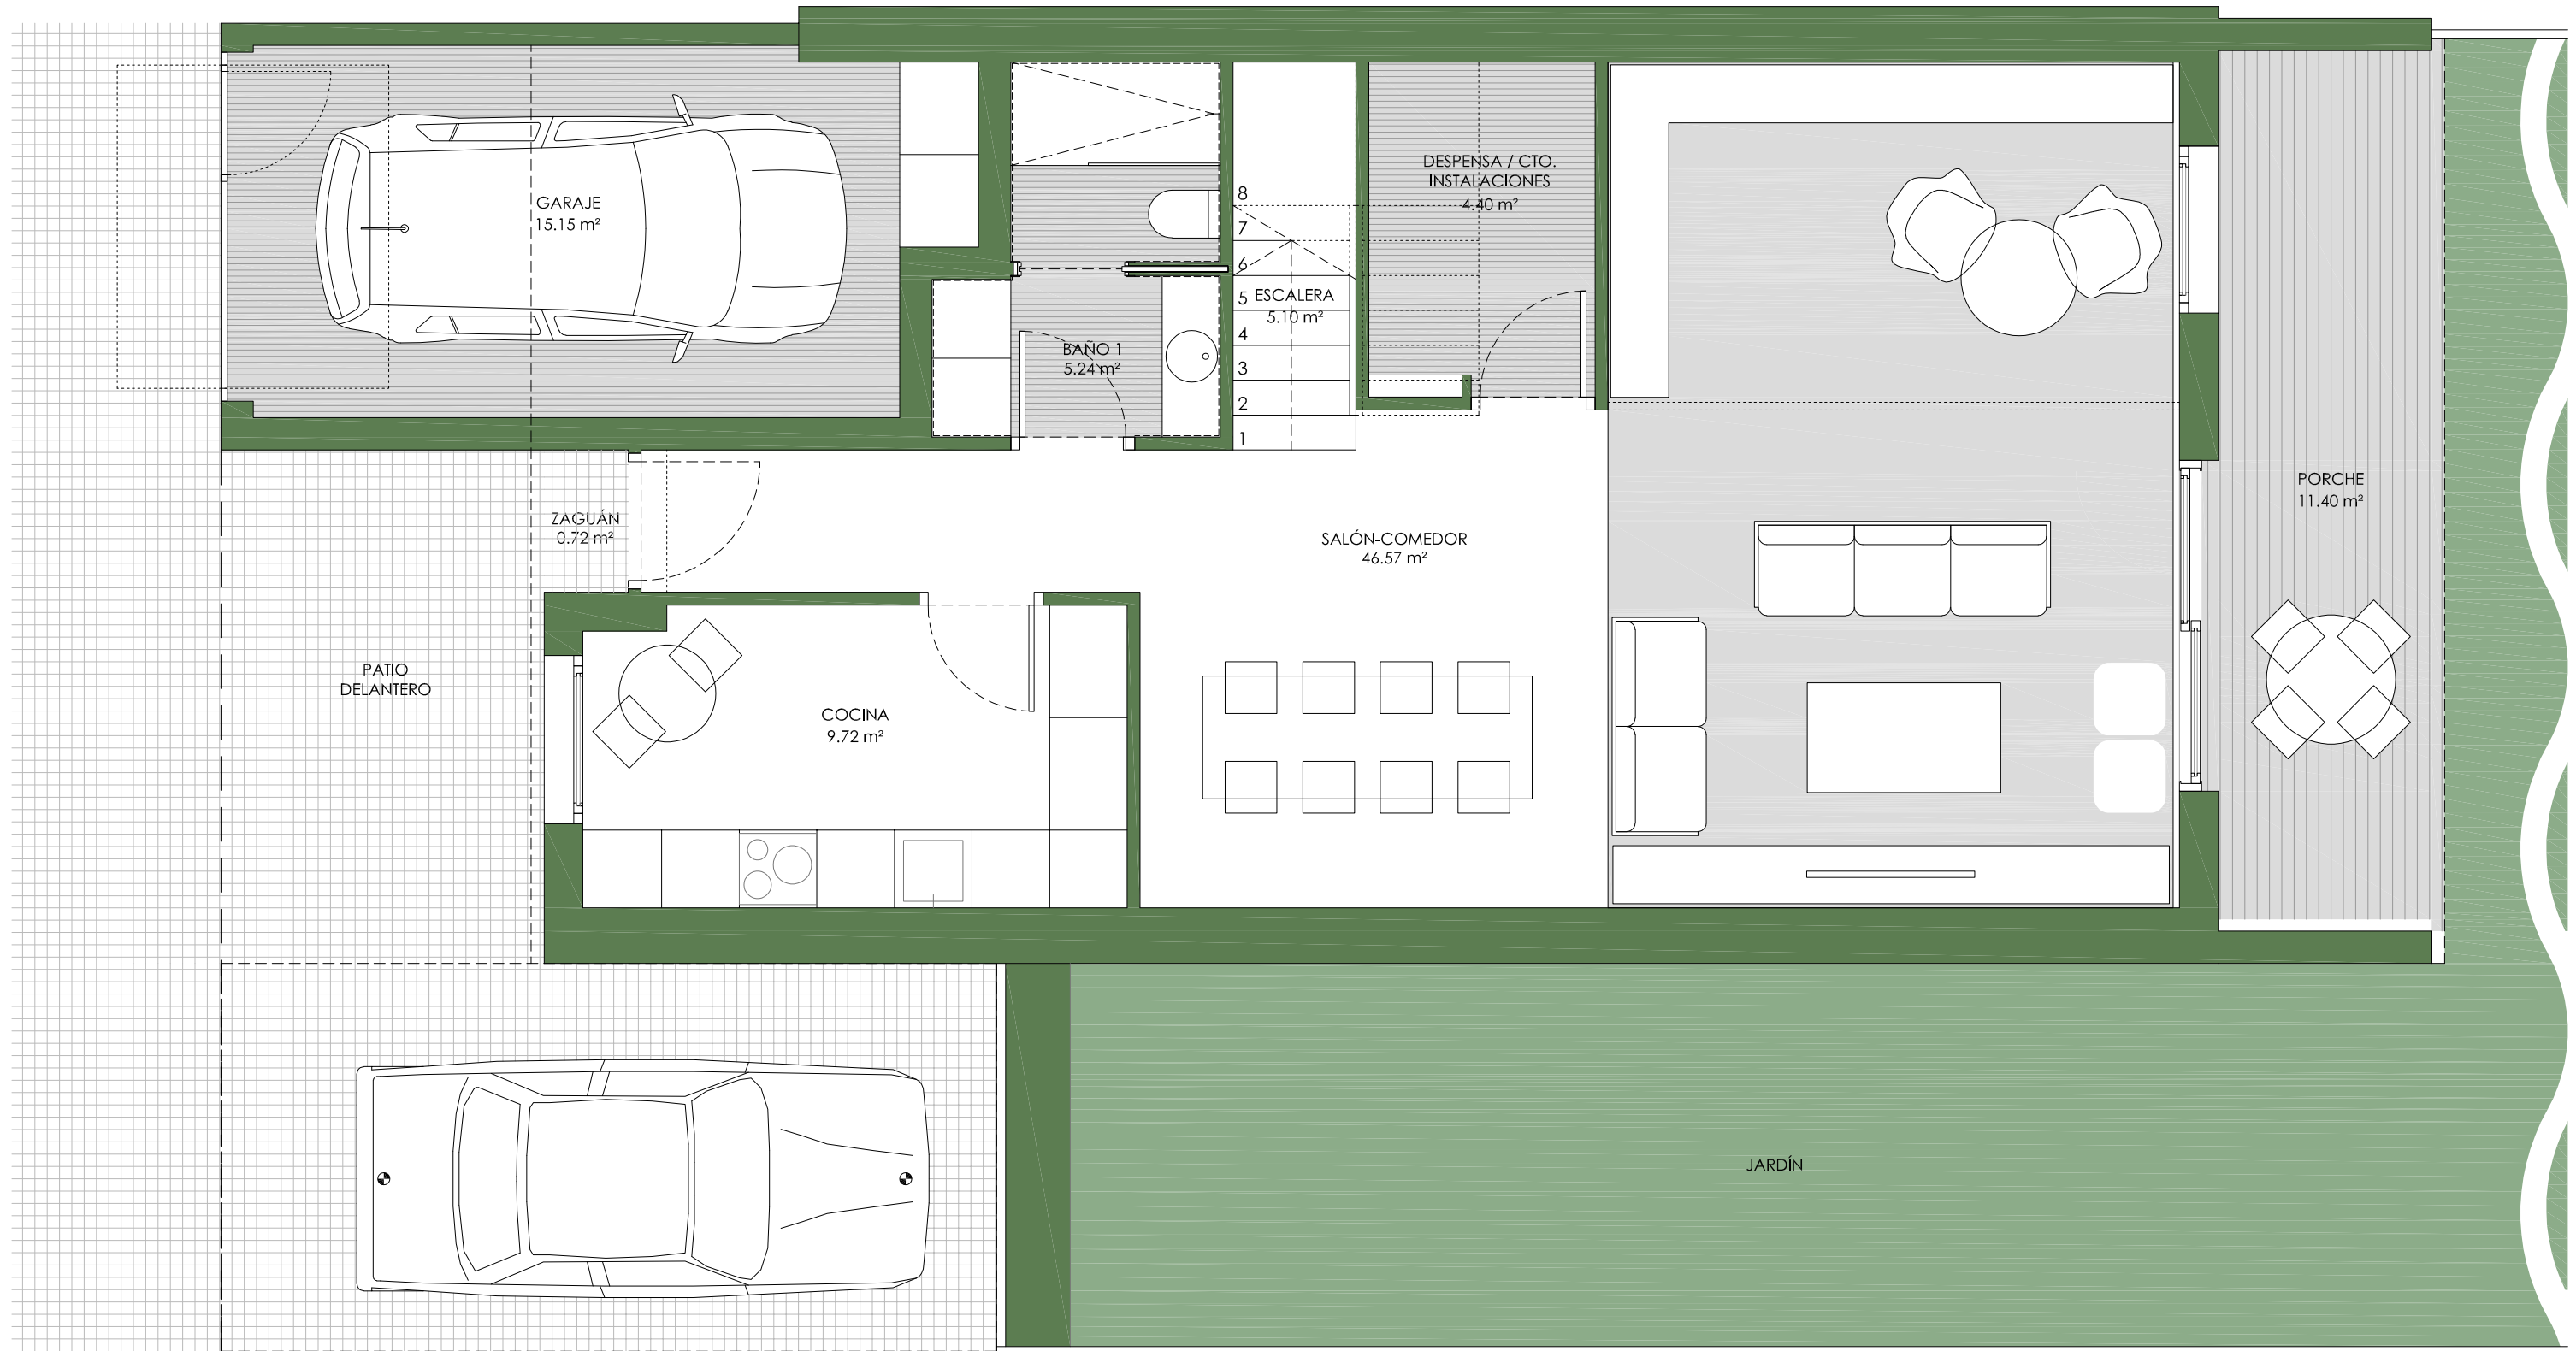 GARAJE
15.15 m²
DESPENSA / CTO.
INSTALACIONES
4.40 m²
8
7
6
5
4
3
2
1
ESCALERA
5.10 m²
BAÑO 1
5.24 m²
ZAGUÁN
0.72 m²
SALÓN-COMEDOR
46.57 m²
PORCHE
11.40 m²
PATIO
DELANTERO
COCINA
9.72 m²
JARDÍN